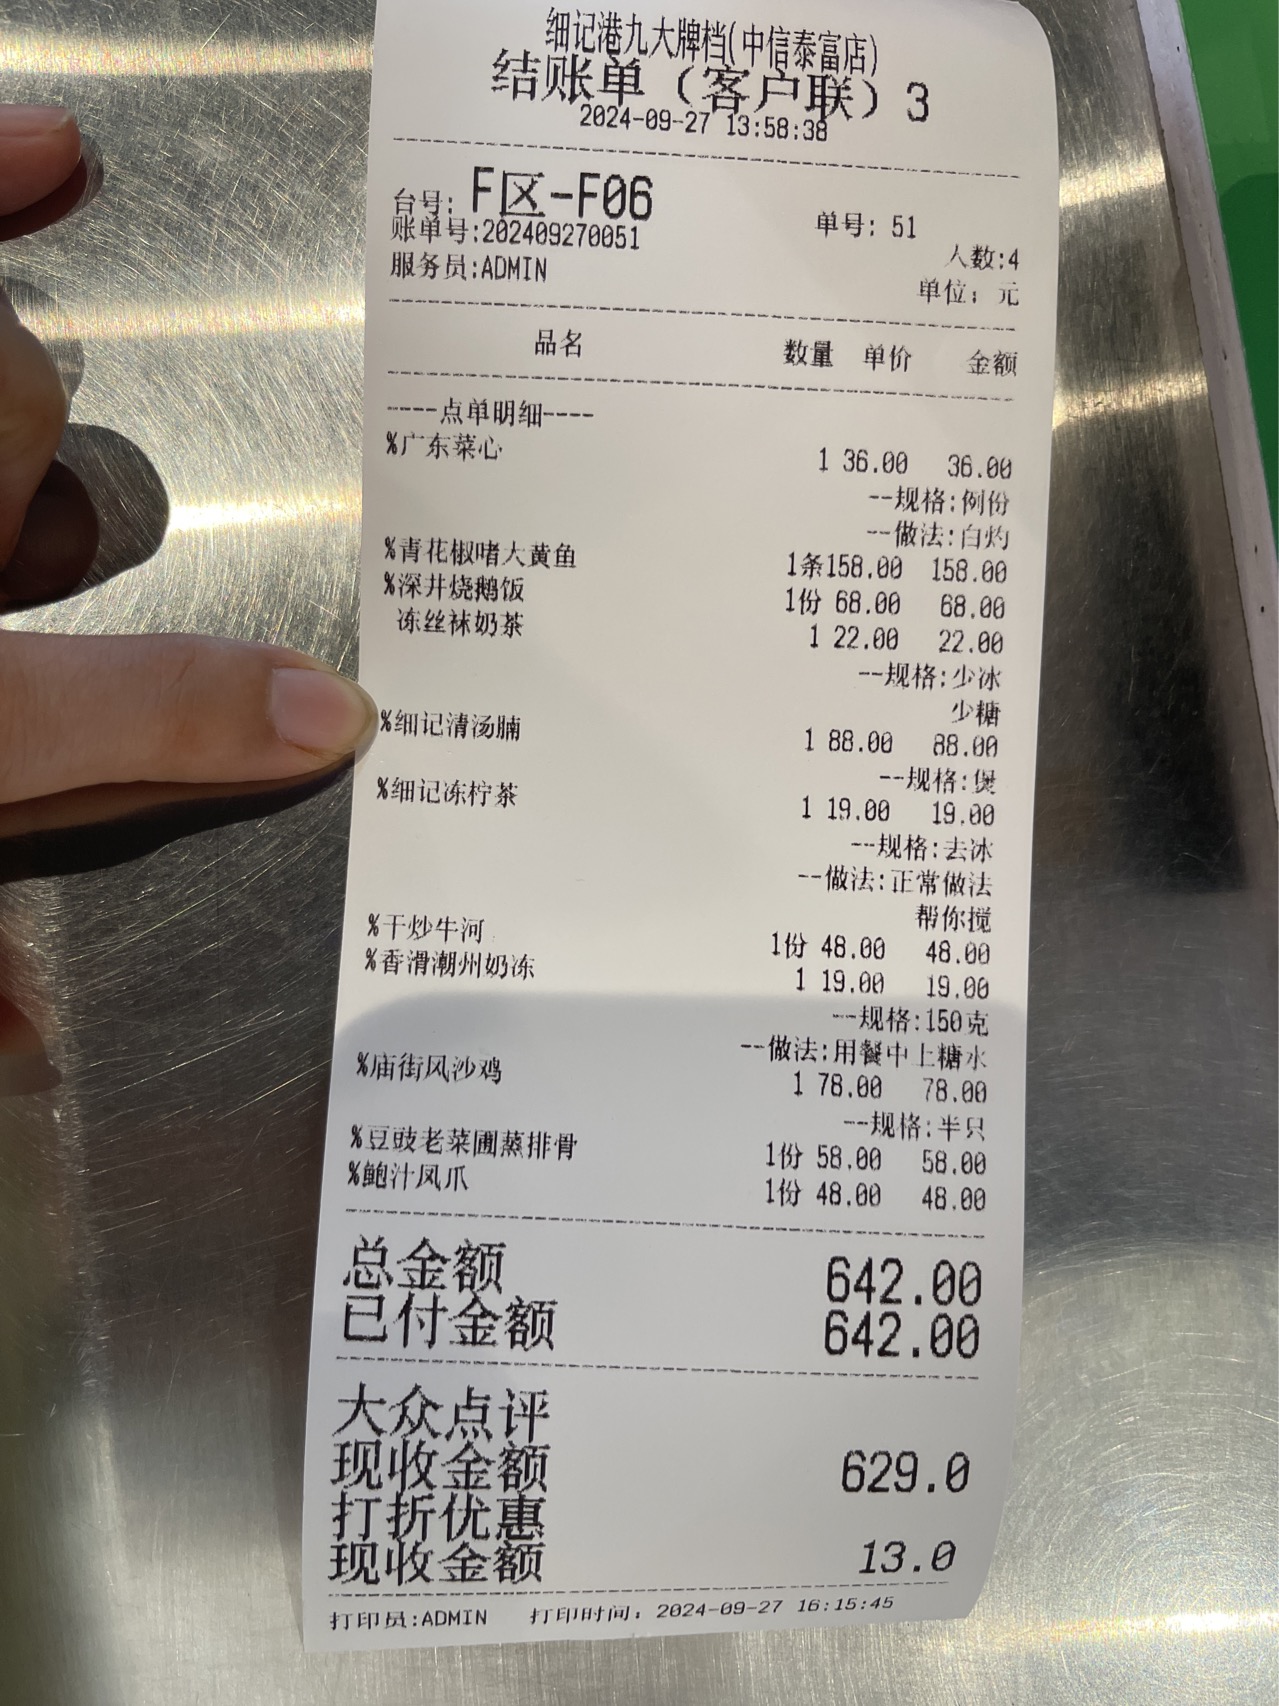 细记港九大牌档(中信泰富店)
结账单（客户联）3
2024-09-27 13:58:38
台号: F区-F06
单号: 51
账单号:202409270051
人数:4
服务员:ADMIN
单位: 元
品名 数量 单价 金额
----点单明细----
%广东菜心 1 36.00 36.00
--规格:例份
--做法:白灼
%青花椒啫大黄鱼 1条158.00 158.00
%深井烧鹅饭 1份 68.00 68.00
冻丝袜奶茶 1 22.00 22.00
--规格:少冰
少糖
%细记清汤腩 1 88.00 88.00
--规格:煲
%细记冻柠茶 1 19.00 19.00
--规格:去冰
--做法:正常做法
帮你搅
%干炒牛河 1份 48.00 48.00
%香滑潮州奶冻 1 19.00 19.00
--规格:150克
--做法:用餐中上糖水
%庙街风沙鸡 1 78.00 78.00
--规格:半只
%豆豉老菜圃蒸排骨 1份 58.00 58.00
%鲍汁凤爪 1份 48.00 48.00
总金额 642.00
已付金额 642.00
大众点评
现收金额 629.0
打折优惠
现收金额 13.0
打印员:ADMIN 打印时间: 2024-09-27 16:15:45